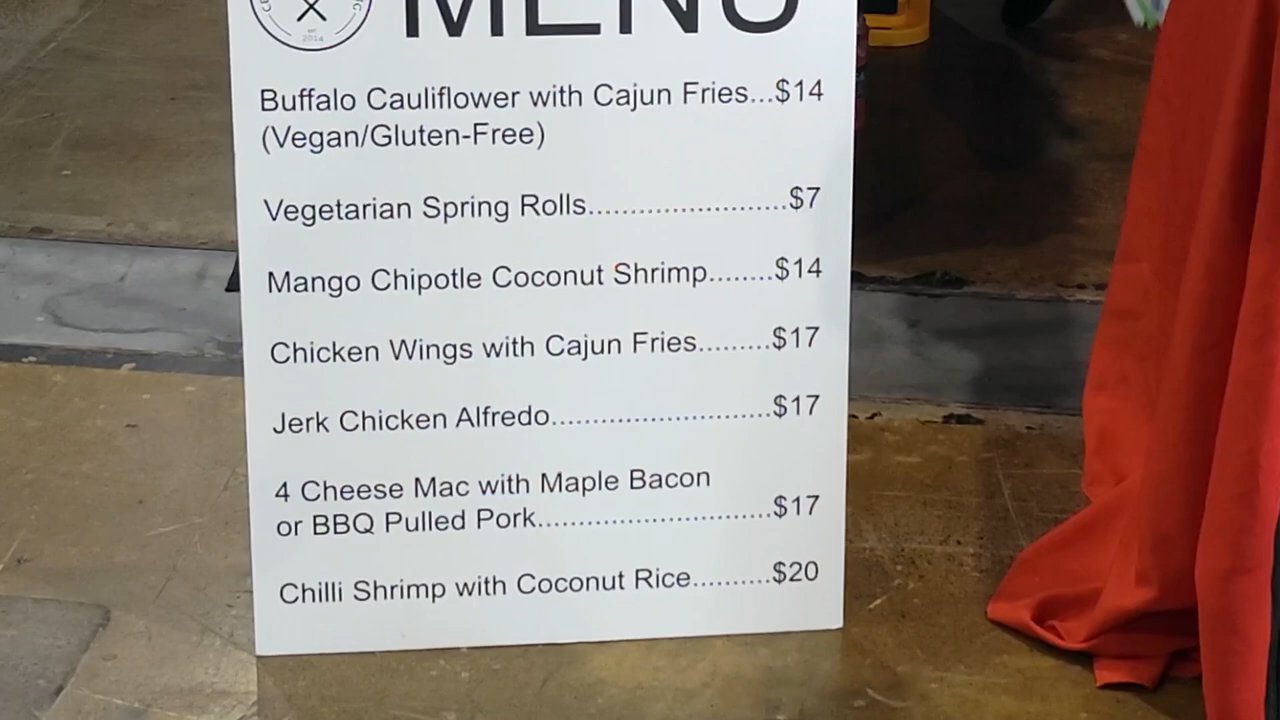 MENU
2014
Buffalo Cauliflower with Cajun Fries...$14
(Vegan/Gluten-Free)
Vegetarian Spring Rolls........................$7
Mango Chipotle Coconut Shrimp........$14
Chicken Wings with Cajun Fries.........$17
Jerk Chicken Alfredo...........................$17
4 Cheese Mac with Maple Bacon
or BBQ Pulled Pork.............................$17
Chilli Shrimp with Coconut Rice..........$20